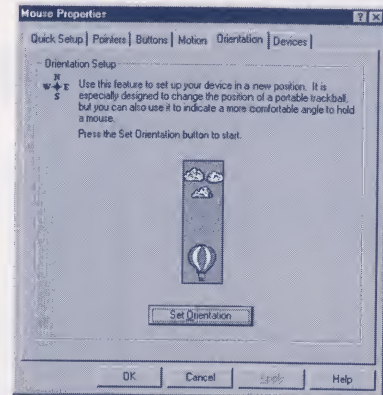 Mouse Properties
? X
Quick Setup Pointers Buttons Motion Orientation Devices
Orientation Setup
N
W E
S
Use this feature to set up your device in a new position. It is
especially designed to change the position of a portable trackball,
but you can also use it to indicate a more comfortable angle to hold
a mouse.
Press the Set Orientation button to start.
Set Orientation
OK Cancel Apply Help